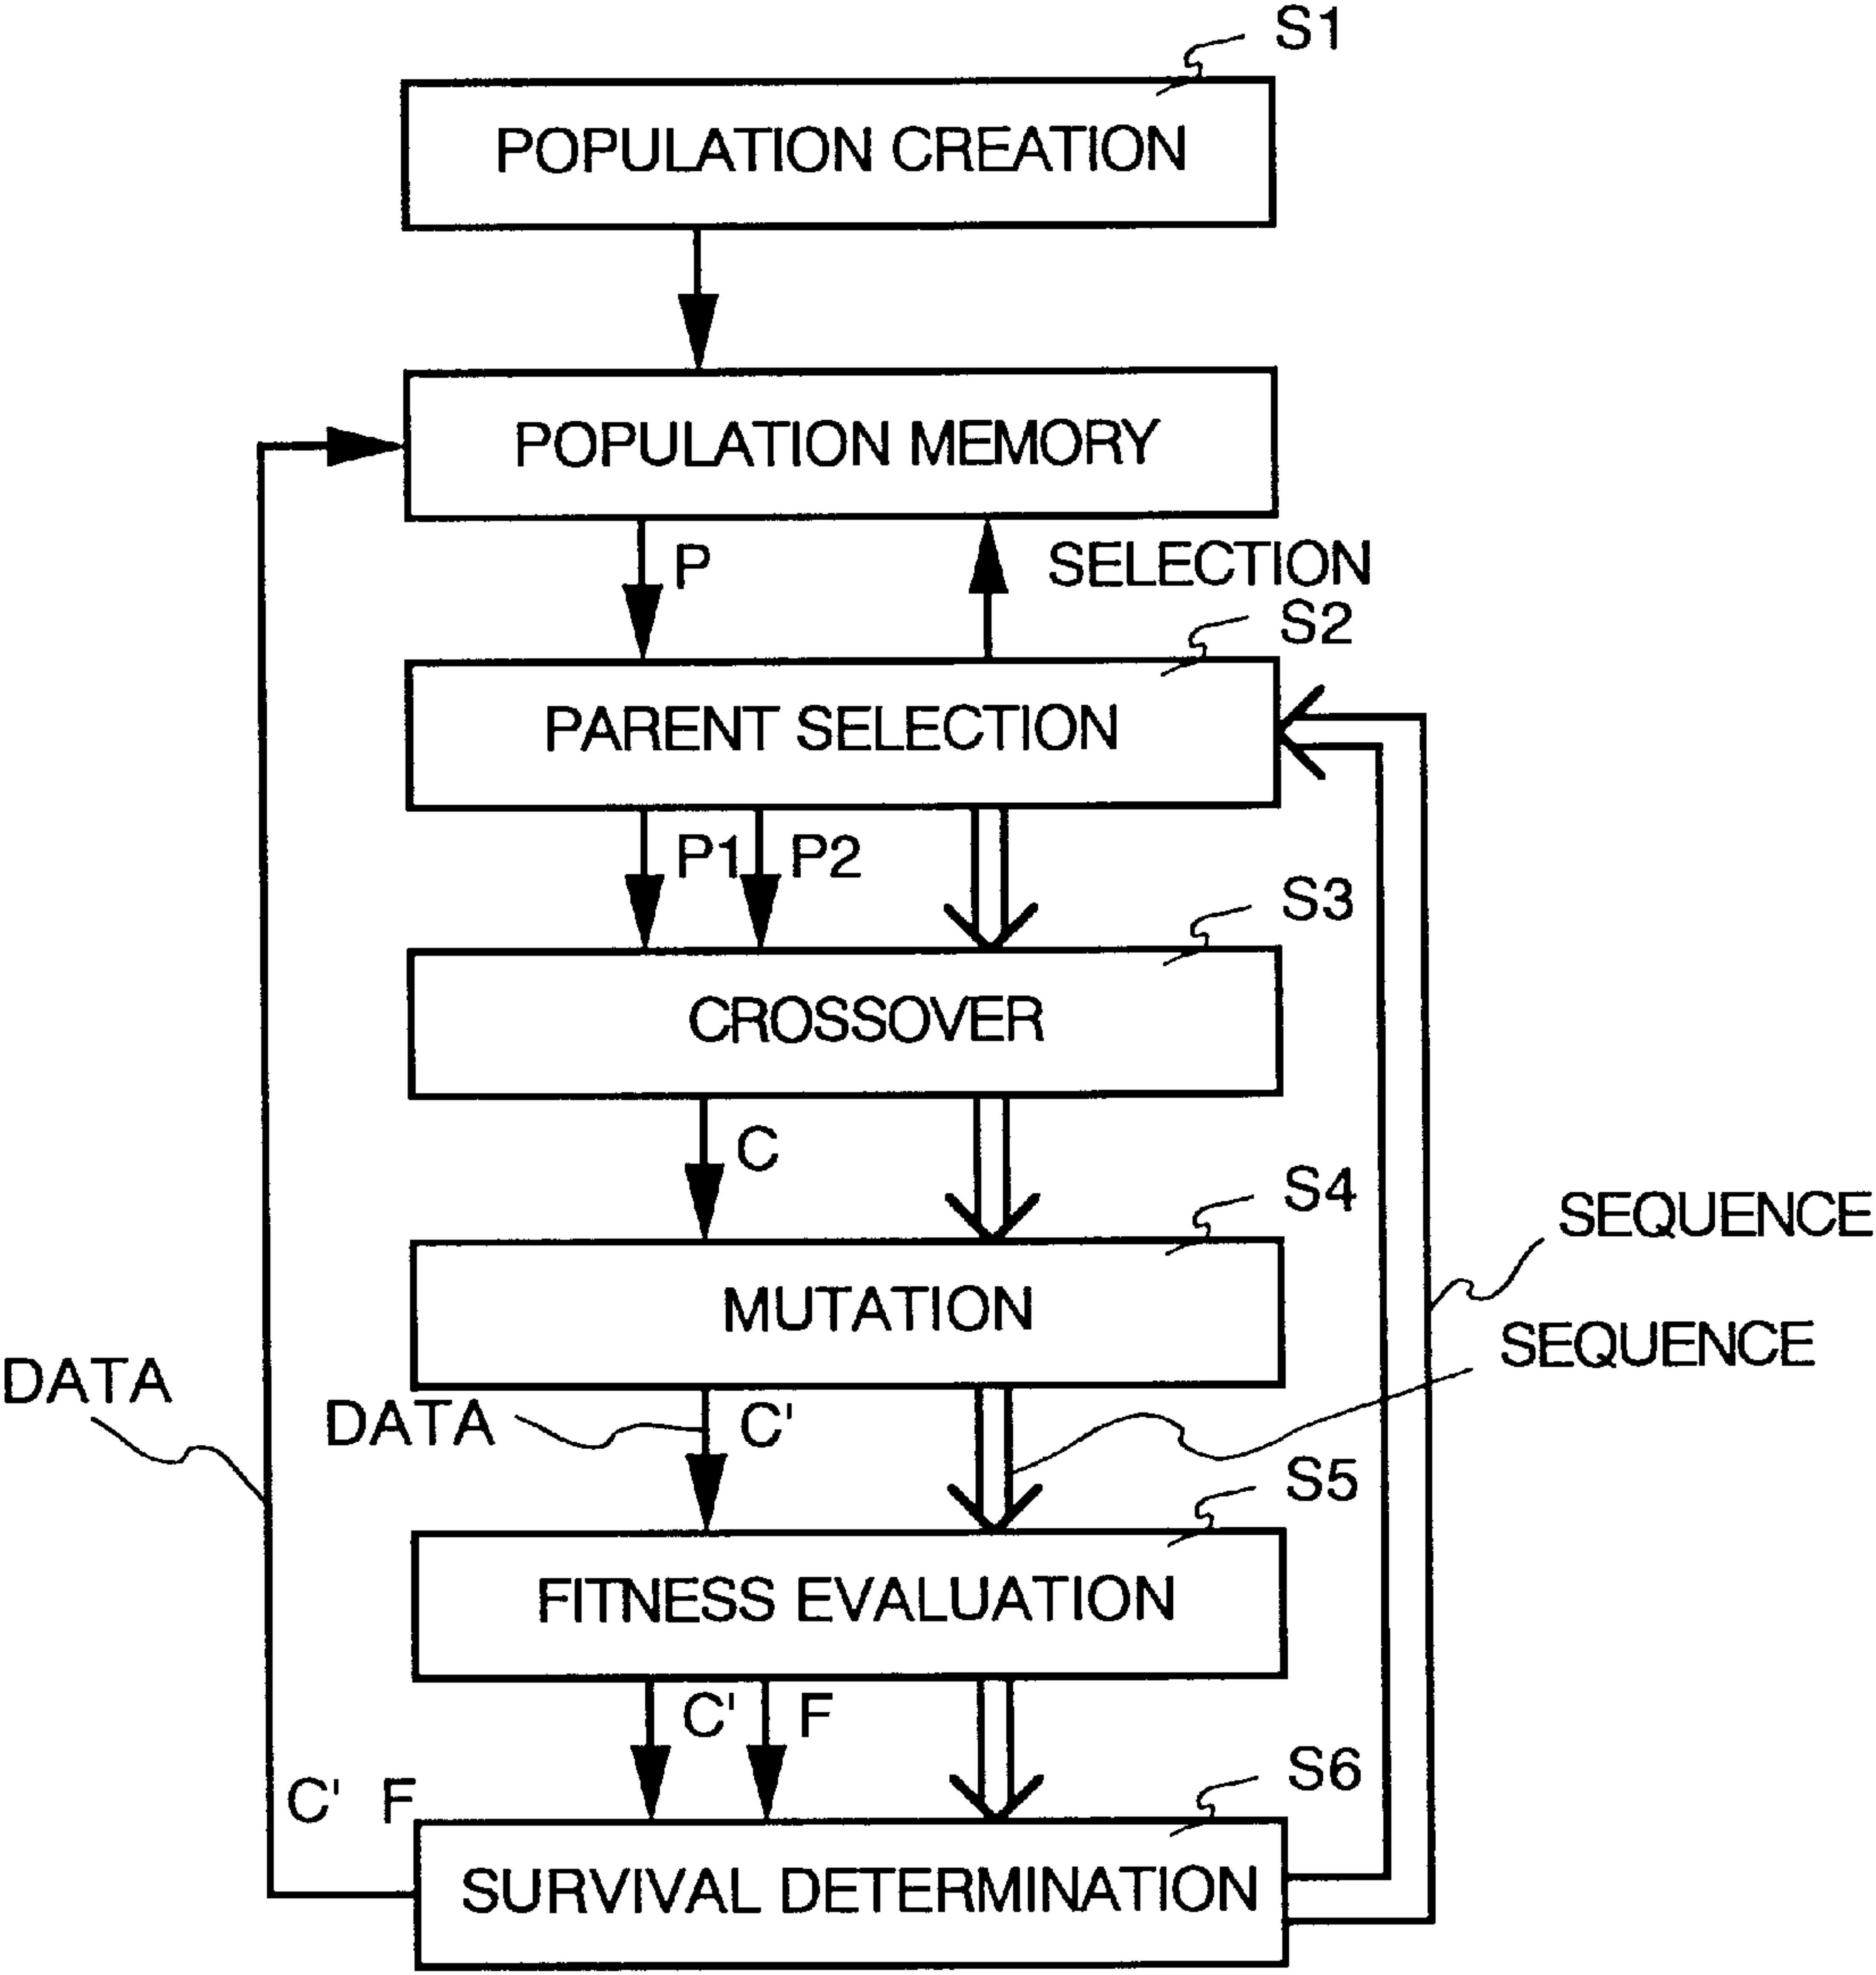 S1
POPULATION CREATION
POPULATION MEMORY
P
SELECTION
S2
PARENT SELECTION
P1
P2
S3
CROSSOVER
C
S4
MUTATION
SEQUENCE
SEQUENCE
DATA
DATA
C'
S5
FITNESS EVALUATION
C'
F
S6
C' F
SURVIVAL DETERMINATION